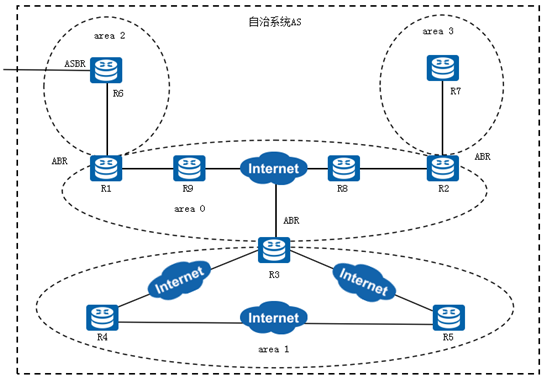 自治系统AS
area 2
area 3
ASBR
R6
R7
ABR
ABR
R1
R9
Internet
R8
R2
area 0
ABR
R3
Internet
Internet
R4
Internet
R5
area 1